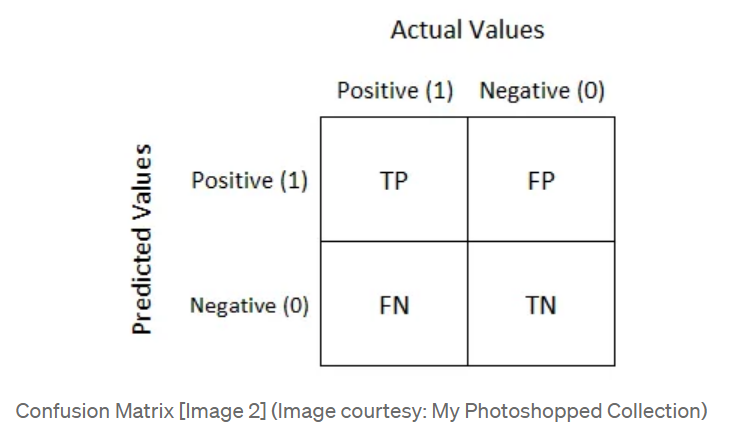 Actual Values
Positive (1) Negative (0)
Predicted Values
Positive (1) TP FP
Negative (0) FN TN
Confusion Matrix [Image 2] (Image courtesy: My Photoshopped Collection)